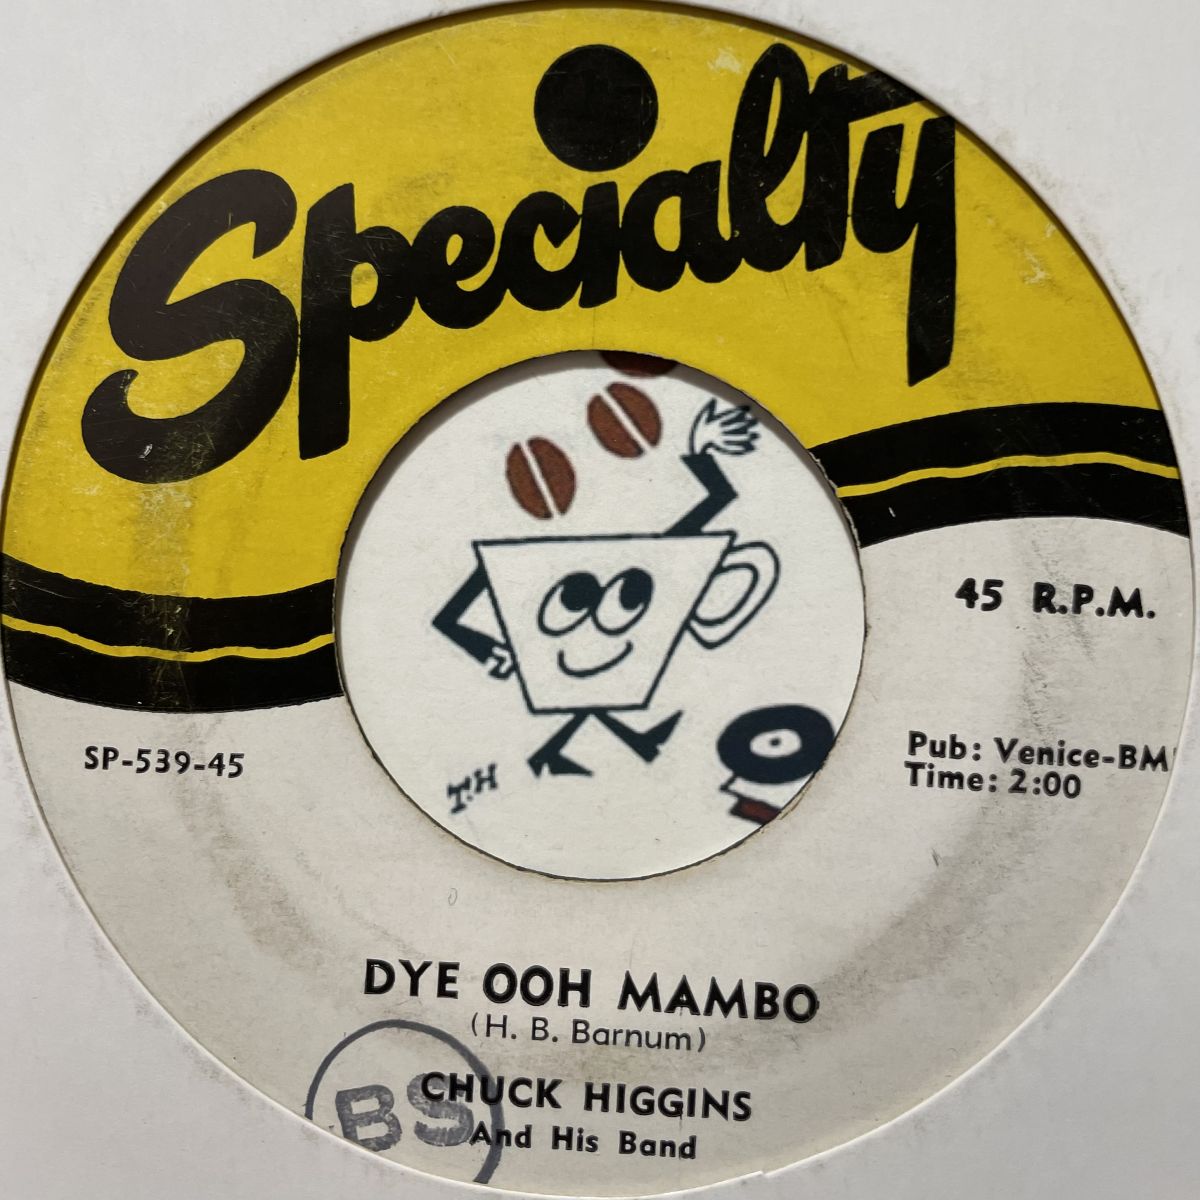 Specialty
45 R.P.M.
SP-539-45
Pub: Venice-BM
Time: 2:00
T.H
DYE OOH MAMBO
(H. B. Barnum)
CHUCK HIGGINS
And His Band
BS